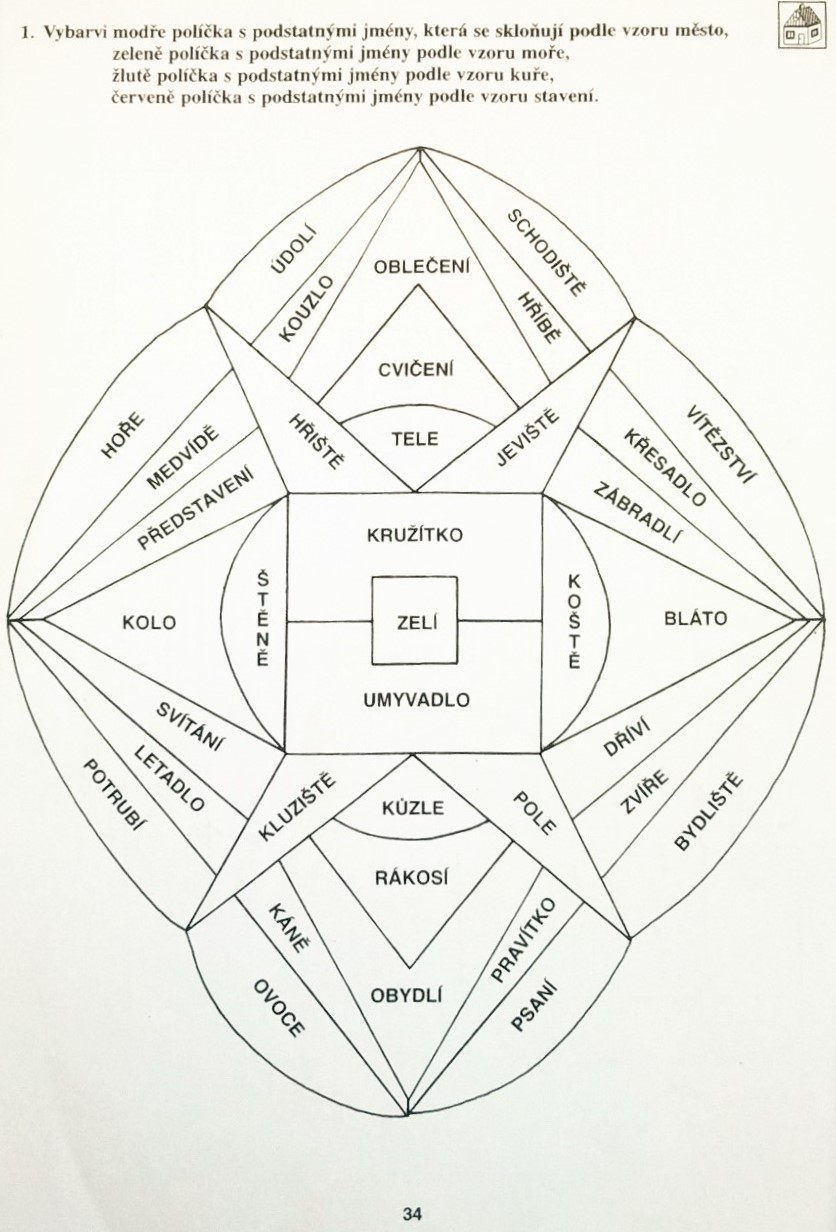 1. Vybarvi modře políčka s podstatnými jmény, která se skloňují podle vzoru město,
zeleně políčka s podstatnými jmény podle vzoru moře,
žlutě políčka s podstatnými jmény podle vzoru kuře,
červeně políčka s podstatnými jmény podle vzoru stavení.
ÚDOLÍ
KOUZLO
OBLEČENÍ
HŘÍBĚ
SCHODIŠTĚ
CVIČENÍ
HŘIŠTĚ
TELE
JEVIŠTĚ
HOŘE
MEDVÍDĚ
PŘEDSTAVENÍ
VÍTĚZSTVÍ
KŘESADLO
ZÁBRADLÍ
KRUŽÍTKO
KOLO
ŠTĚNĚ
ZELÍ
KOŠTĚ
BLÁTO
UMYVADLO
SVÍTÁNÍ
LETADLO
POTRUBÍ
DŘÍVÍ
ZVÍŘE
BYDLIŠTĚ
KLUZIŠTĚ
KŮZLE
POLE
RÁKOSÍ
KÁNĚ
OVOCE
OBYDLÍ
PRAVÍTKO
PSANÍ
34